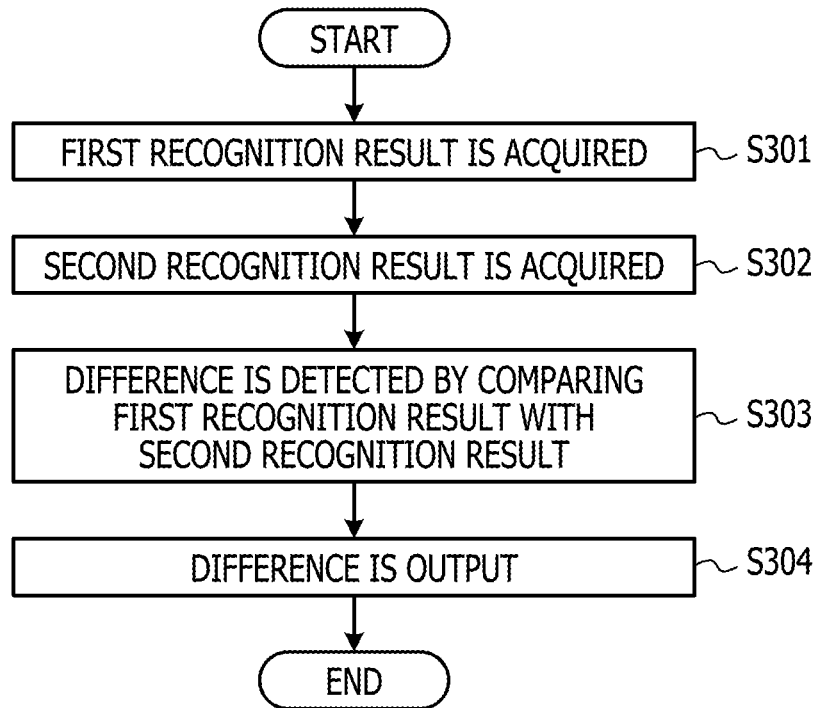 START
FIRST RECOGNITION RESULT IS ACQUIRED
S301
SECOND RECOGNITION RESULT IS ACQUIRED
S302
DIFFERENCE IS DETECTED BY COMPARING
FIRST RECOGNITION RESULT WITH
SECOND RECOGNITION RESULT
S303
DIFFERENCE IS OUTPUT
S304
END